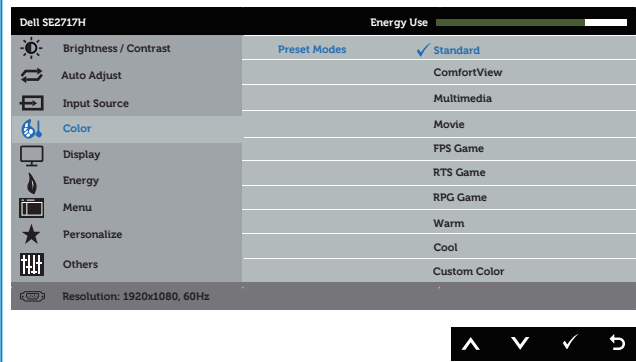 Dell SE2717H Energy Use
Brightness / Contrast Preset Modes Standard
Auto Adjust ComfortView
Input Source Multimedia
Color Movie
Display FPS Game
Energy RTS Game
Menu RPG Game
Personalize Warm
Others Cool
Custom Color
Resolution: 1920x1080, 60Hz